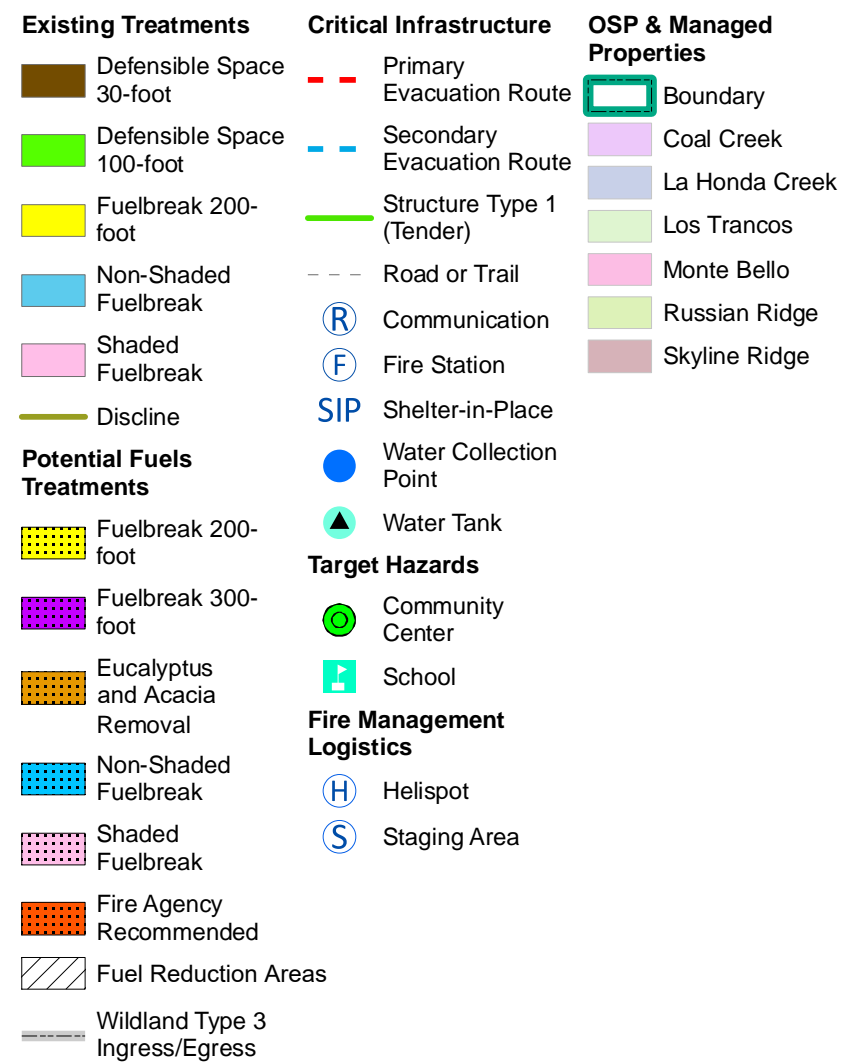 Existing Treatments
Defensible Space
30-foot
Defensible Space
100-foot
Fuelbreak 200-
foot
Non-Shaded
Fuelbreak
Shaded
Fuelbreak
Discline
Potential Fuels
Treatments
Fuelbreak 200-
foot
Fuelbreak 300-
foot
Eucalyptus
and Acacia
Removal
Non-Shaded
Fuelbreak
Shaded
Fuelbreak
Fire Agency
Recommended
Fuel Reduction Areas
Wildland Type 3
Ingress/Egress
Critical Infrastructure
Primary
Evacuation Route
Secondary
Evacuation Route
Structure Type 1
(Tender)
Road or Trail
R Communication
F Fire Station
SIP Shelter-in-Place
Water Collection
Point
Water Tank
Target Hazards
Community
Center
School
Fire Management
Logistics
H Helispot
S Staging Area
OSP & Managed
Properties
Boundary
Coal Creek
La Honda Creek
Los Trancos
Monte Bello
Russian Ridge
Skyline Ridge